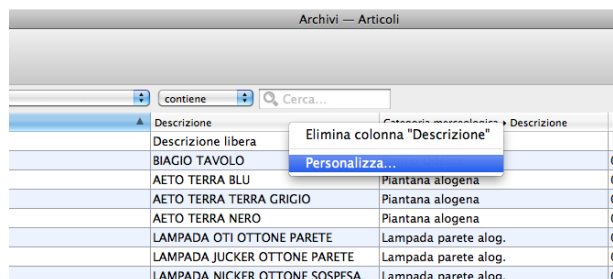 Archivi — Articoli
contiene Cerca...
Descrizione Categoria merceologica ▸ Descrizione
Descrizione libera
Elimina colonna "Descrizione"
BIAGIO TAVOLO
Personalizza...
AETO TERRA BLU Piantana alogena
AETO TERRA TERRA GRIGIO Piantana alogena
AETO TERRA NERO Piantana alogena
LAMPADA OTI OTTONE PARETE Lampada parete alog.
LAMPADA JUCKER OTTONE PARETE Lampada parete alog.
LAMPADA NICKER OTTONE SOSPESA Lampada parete alog.